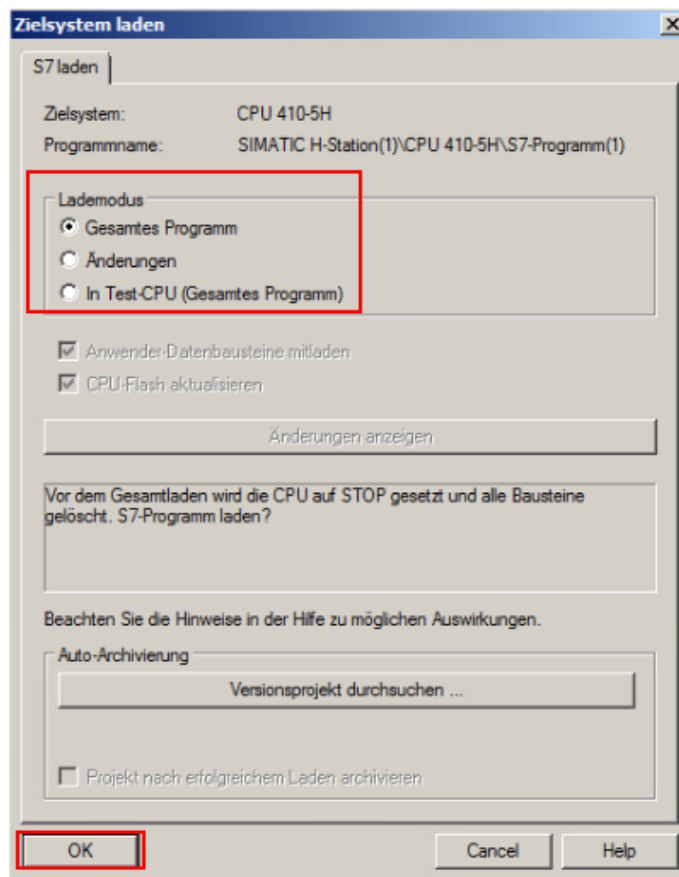 Zielsystem laden
S7 laden
Zielsystem: CPU 410-5H
Programmname: SIMATIC H-Station(1)\CPU 410-5H\S7-Programm(1)
Lademodus
Gesamtes Programm
Änderungen
In Test-CPU (Gesamtes Programm)
Anwender-Datenbausteine mitladen
CPU-Flash aktualisieren
Änderungen anzeigen
Vor dem Gesamtladen wird die CPU auf STOP gesetzt und alle Bausteine
gelöscht. S7-Programm laden?
Beachten Sie die Hinweise in der Hilfe zu möglichen Auswirkungen.
Auto-Archivierung
Versionsprojekt durchsuchen ...
Projekt nach erfolgreichem Laden archivieren
OK Cancel Help